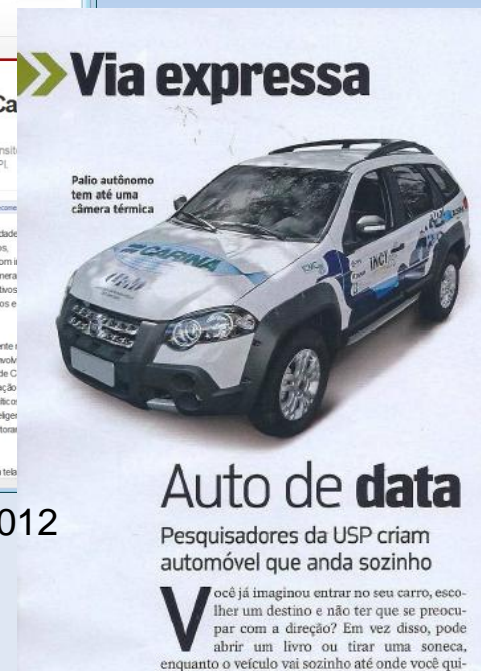 Via expressa
Palio autônomo
tem até uma
câmera térmica
CARINA
INCT
Auto de data
Pesquisadores da USP criam
automóvel que anda sozinho
Você já imaginou entrar no seu carro, esco-
lher um destino e não ter que se preocu-
par com a direção? Em vez disso, pode
abrir um livro ou tirar uma soneca,
enquanto o veículo vai sozinho até onde você qui-
012